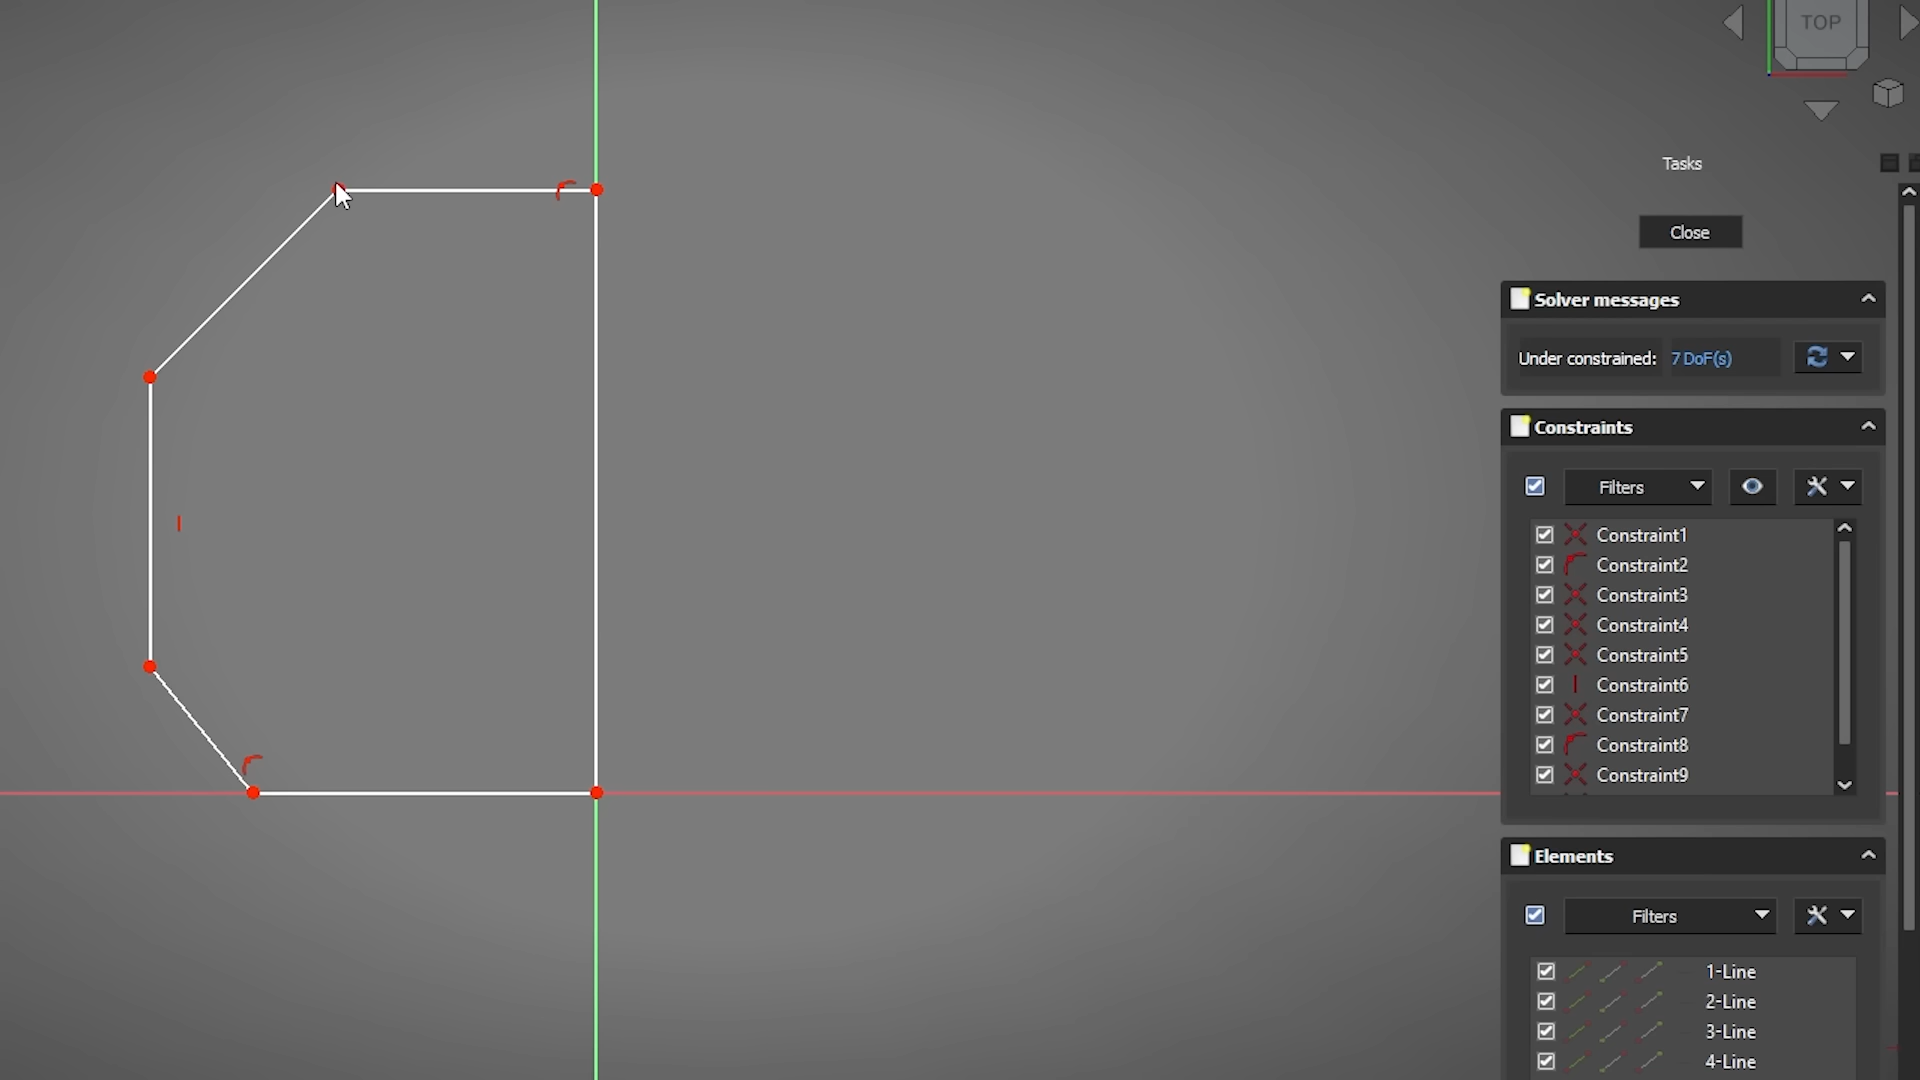 TOP
Tasks
Close
Solver messages
Under constrained: 7 DoF(s)
Constraints
Filters
Constraint1
Constraint2
Constraint3
Constraint4
Constraint5
Constraint6
Constraint7
Constraint8
Constraint9
Elements
Filters
1-Line
2-Line
3-Line
4-Line